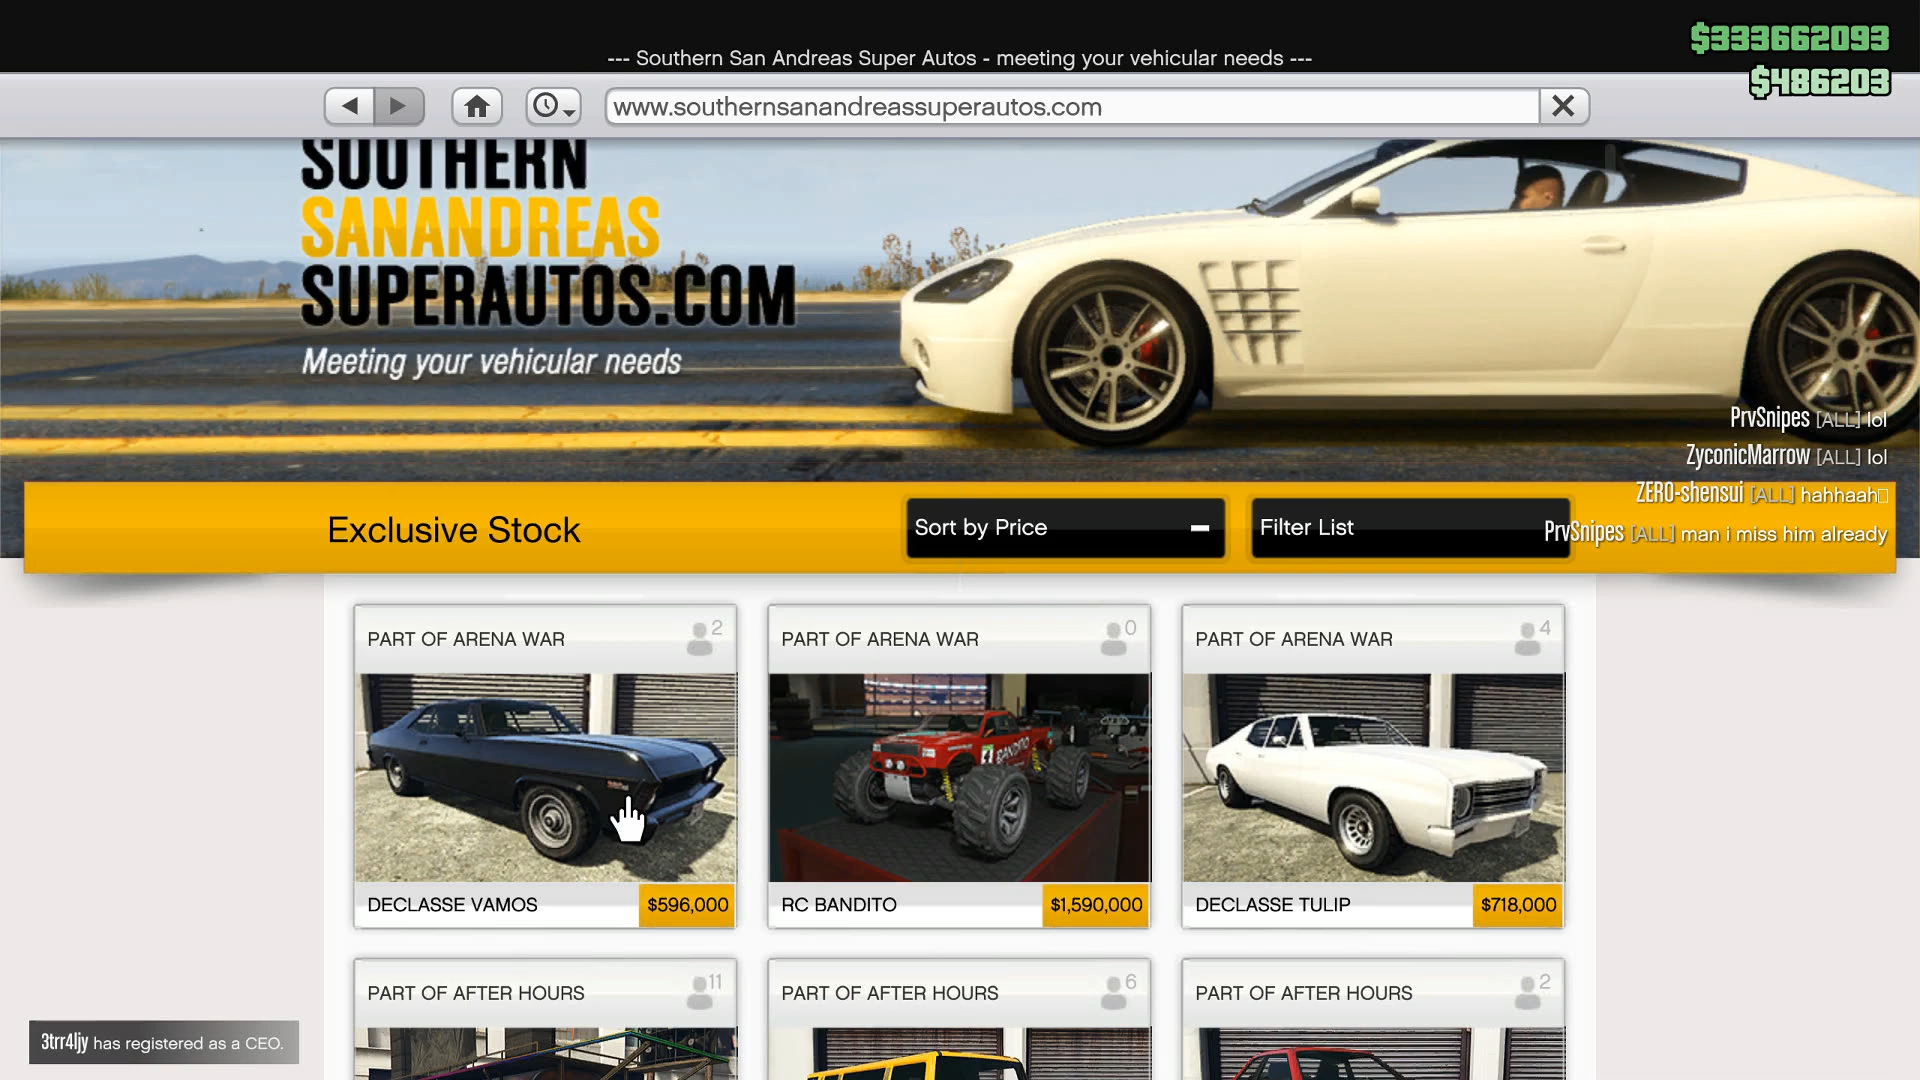 --- Southern San Andreas Super Autos - meeting your vehicular needs ---
$333662093
$486203
www.southernsanandreassuperautos.com
SOUTHERN
SANANDREAS
SUPERAUTOS.COM
Meeting your vehicular needs
PrvSnipes [ALL] lol
ZyconicMarrow [ALL] lol
ZERO-shensui [ALL] hahhaah□
PrvSnipes [ALL] man i miss him already
Exclusive Stock
Sort by Price
Filter List
PART OF ARENA WAR 2
PART OF ARENA WAR 0
PART OF ARENA WAR 4
BANDITO
DECLASSE VAMOS $596,000
RC BANDITO $1,590,000
DECLASSE TULIP $718,000
PART OF AFTER HOURS 11
PART OF AFTER HOURS 6
PART OF AFTER HOURS 2
3trr4ljy has registered as a CEO.